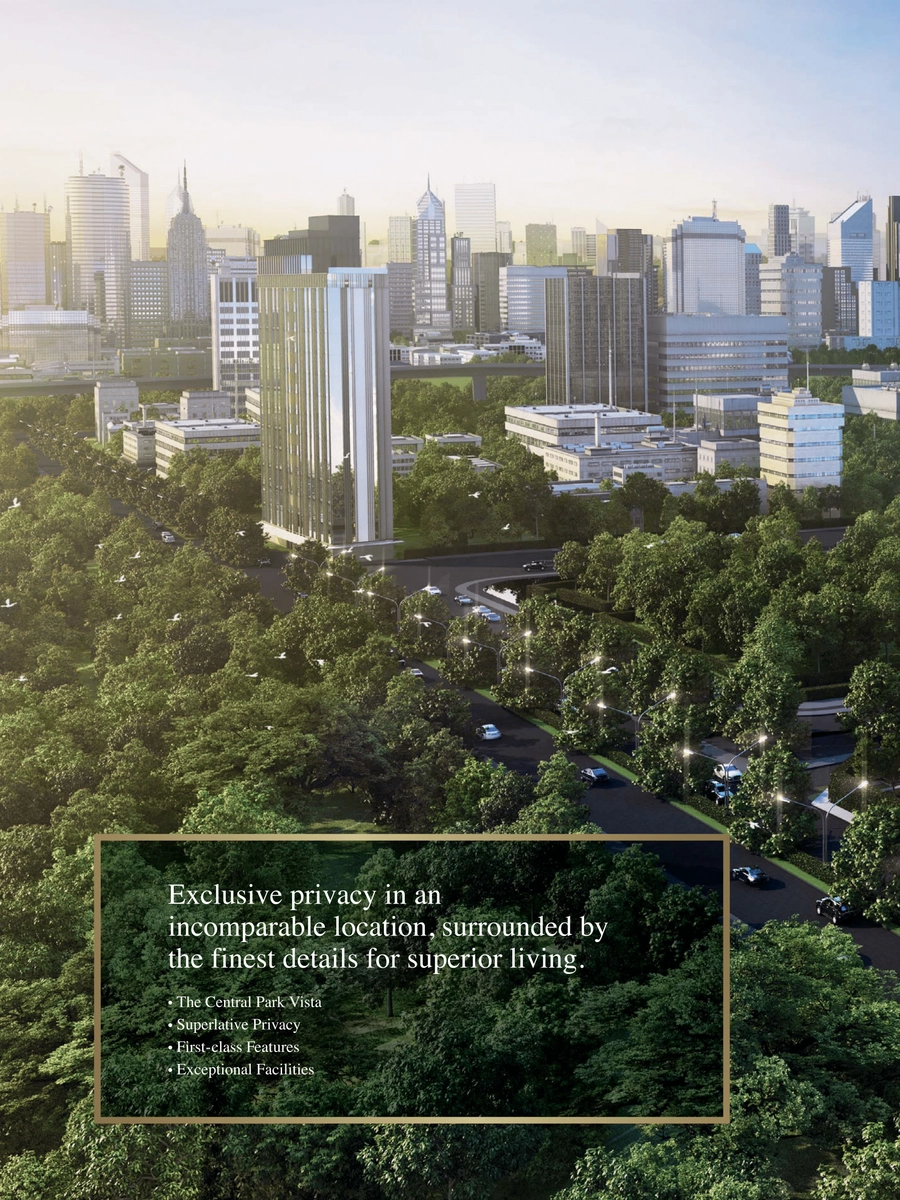 Exclusive privacy in an
incomparable location, surrounded by
the finest details for superior living.
• The Central Park Vista
• Superlative Privacy
• First-class Features
• Exceptional Facilities